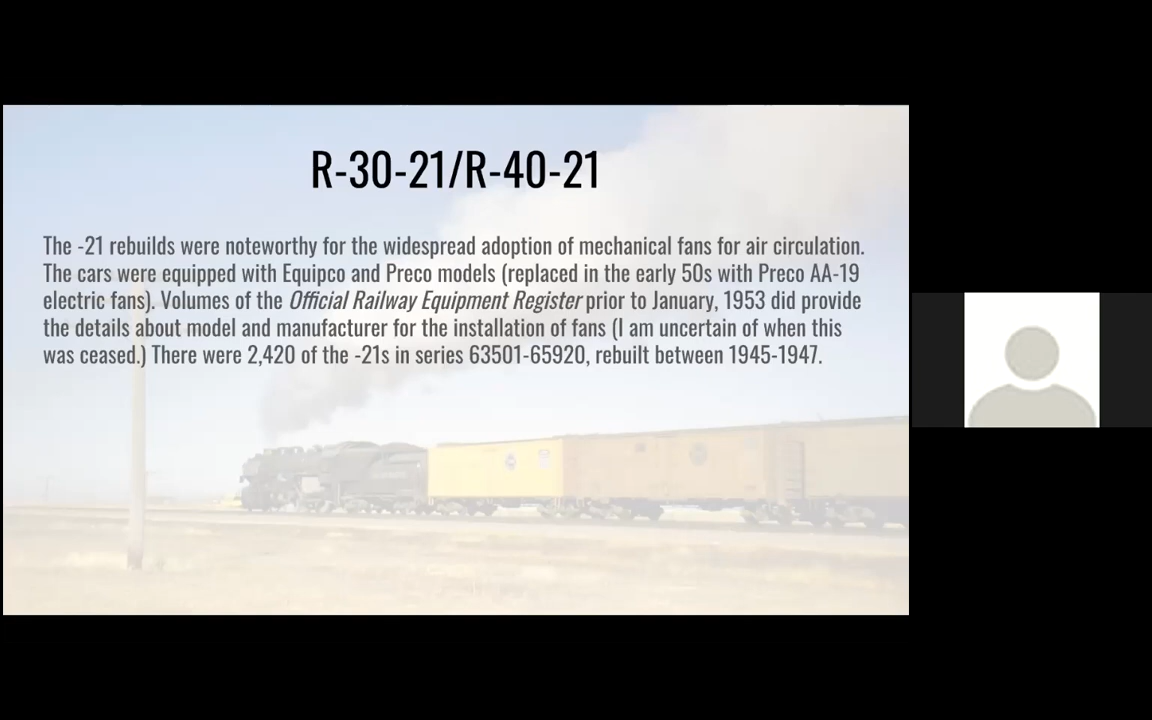 R-30-21/R-40-21
The -21 rebuilds were noteworthy for the widespread adoption of mechanical fans for air circulation.
The cars were equipped with Equipco and Preco models (replaced in the early 50s with Preco AA-19
electric fans). Volumes of the Official Railway Equipment Register prior to January, 1953 did provide
the details about model and manufacturer for the installation of fans (I am uncertain of when this
was ceased.) There were 2,420 of the -21s in series 63501-65920, rebuilt between 1945-1947.